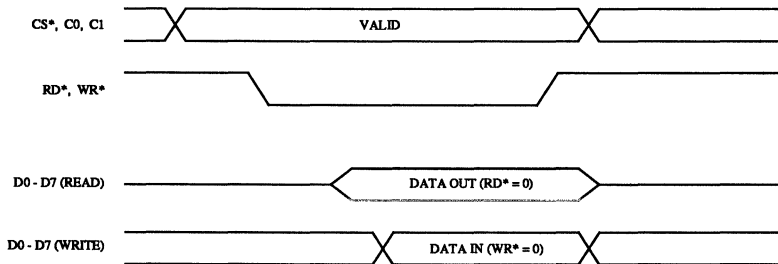 CS*, C0, C1
VALID
RD*, WR*
D0 - D7 (READ)
DATA OUT (RD* = 0)
D0 - D7 (WRITE)
DATA IN (WR* = 0)